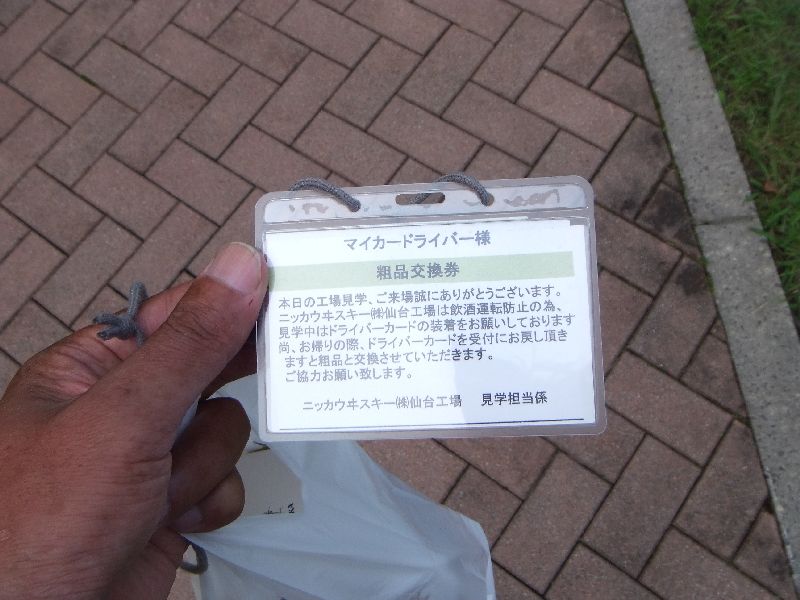 マイカードライバー様
粗品交換券
本日の工場見学、ご来場誠にありがとうございます。
ニッカウヰスキー㈱仙台工場は飲酒運転防止の為、
見学中はドライバーカードの装着をお願いしております
尚、お帰りの際、ドライバーカードを受付にお戻し頂き
ますと粗品と交換させていただきます。
ご協力お願い致します。
ニッカウヰスキー㈱仙台工場　見学担当係